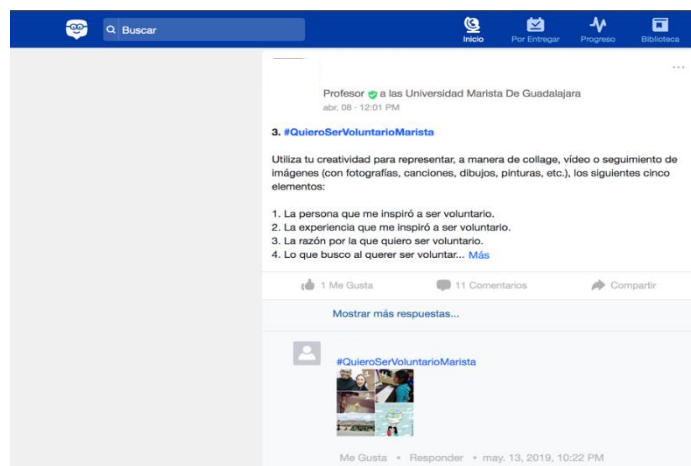 Buscar
Inicio
Por Entregar
Progreso
Biblioteca
Profesor a las Universidad Marista De Guadalajara
abr. 08 - 12:01 PM
3. #QuieroSerVoluntarioMarista
Utiliza tu creatividad para representar, a manera de collage, vídeo o seguimiento de
imágenes (con fotografías, canciones, dibujos, pinturas, etc.), los siguientes cinco
elementos:
1. La persona que me inspiró a ser voluntario.
2. La experiencia que me inspiró a ser voluntario.
3. La razón por la que quiero ser voluntario.
4. Lo que busco al querer ser voluntar... Más
1 Me Gusta
11 Comentarios
Compartir
Mostrar más respuestas...
#QuieroSerVoluntarioMarista
Me Gusta • Responder • may. 13, 2019, 10:22 PM